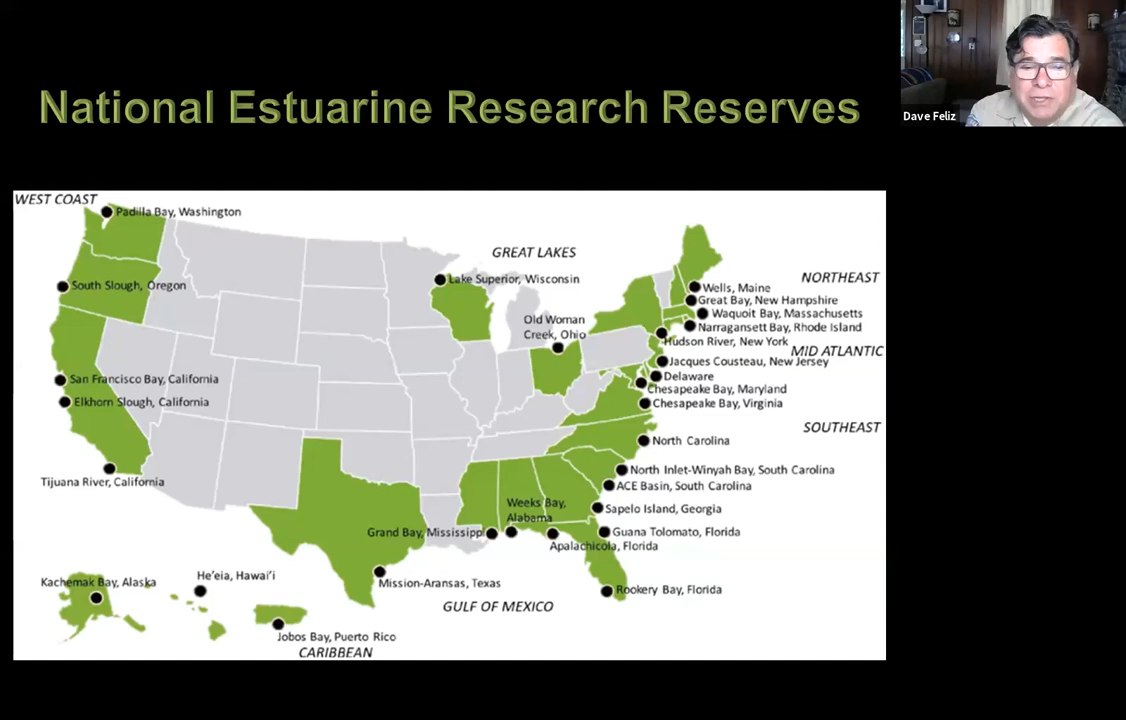 National Estuarine Research Reserves
Dave Feliz
WEST COAST
Padilla Bay, Washington
South Slough, Oregon
San Francisco Bay, California
Elkhorn Slough, California
Tijuana River, California
GREAT LAKES
Lake Superior, Wisconsin
Old Woman
Creek, Ohio
NORTHEAST
Wells, Maine
Great Bay, New Hampshire
Waquoit Bay, Massachusetts
Narragansett Bay, Rhode Island
Hudson River, New York
MID ATLANTIC
Jacques Cousteau, New Jersey
Delaware
Chesapeake Bay, Maryland
Chesapeake Bay, Virginia
SOUTHEAST
North Carolina
North Inlet-Winyah Bay, South Carolina
ACE Basin, South Carolina
Sapelo Island, Georgia
Guana Tolomato, Florida
Weeks Bay,
Alabama
Grand Bay, Mississippi
Apalachicola, Florida
Rookery Bay, Florida
Mission-Aransas, Texas
GULF OF MEXICO
Kachemak Bay, Alaska
He'eia, Hawai'i
Jobos Bay, Puerto Rico
CARIBBEAN